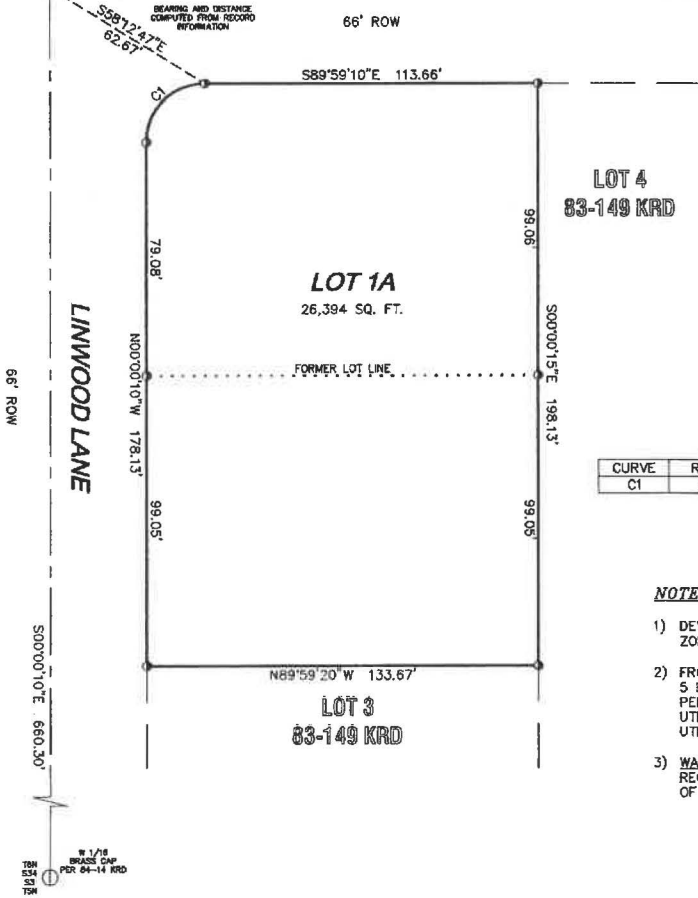 BEARING AND DISTANCE
COMPUTED FROM RECORD
INFORMATION
S58°12'47"E
62.67'
66' ROW
S89°59'10"E 113.66'
C1
LOT 4
83-149 KRD
99.06'
79.08'
LOT 1A
26,394 SQ. FT.
LINWOOD LANE
66' ROW
N00°00'10"W 178.13'
FORMER LOT LINE
S00°00'15"E 198.13'
CURVE R
C1
99.05'
99.05'
NOTE
1) DE
ZO
2) FR
5
PE
UT
UT
3) WA
RE
OF
N89°59'20"W 133.67'
LOT 3
83-149 KRD
S00°00'10"E 660.30'
W 1/16
BRASS CAP
PER 84-14 KRD
T6N
S34
S3
T5N